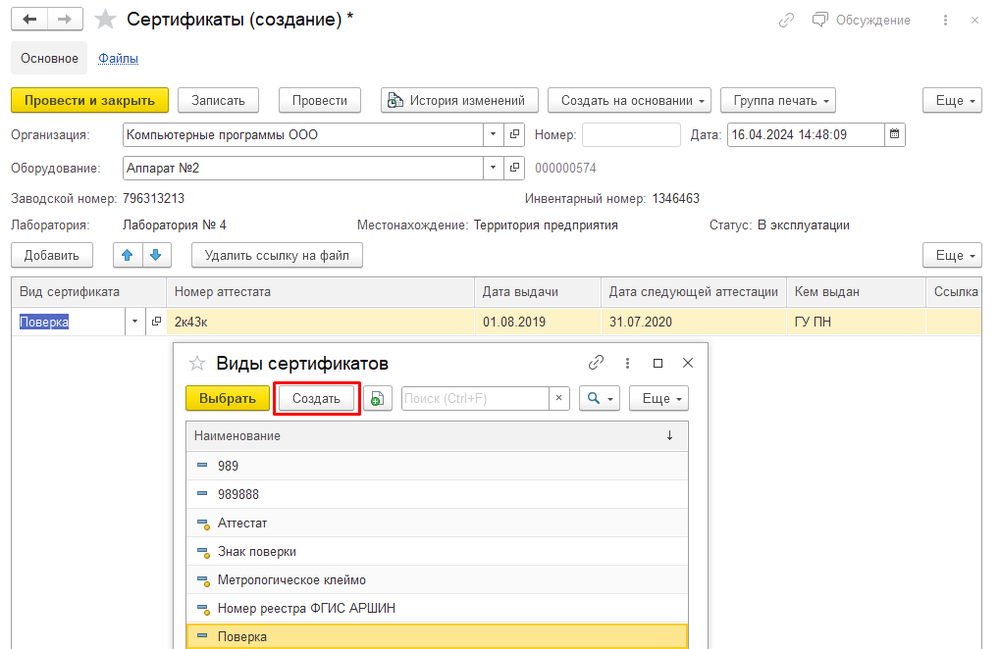 Сертификаты (создание) *
Обсуждение
Основное Файлы
Провести и закрыть Записать Провести История изменений Создать на основании Группа печать Еще
Организация: Компьютерные программы ООО Номер: Дата: 16.04.2024 14:48:09
Оборудование: Аппарат №2 000000574
Заводской номер: 796313213 Инвентарный номер: 1346463
Лаборатория: Лаборатория № 4 Местонахождение: Территория предприятия Статус: В эксплуатации
Добавить Удалить ссылку на файл Еще
Вид сертификата Номер аттестата Дата выдачи Дата следующей аттестации Кем выдан Ссылка
Поверка 2к43к 01.08.2019 31.07.2020 ГУ ПН
Виды сертификатов
Выбрать Создать Поиск (Ctrl+F) Еще
Наименование
989
989888
Аттестат
Знак поверки
Метрологическое клеймо
Номер реестра ФГИС АРШИН
Поверка